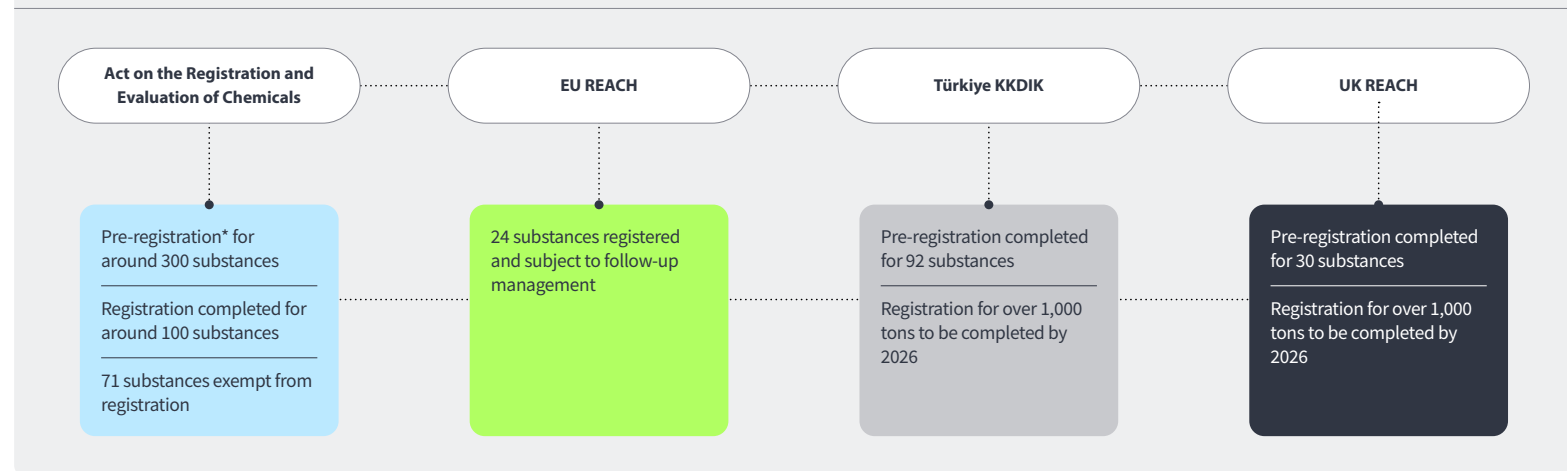 Act on the Registration and
Evaluation of Chemicals
EU REACH
Türkiye KKDIK
UK REACH
Pre-registration* for
around 300 substances
Registration completed for
around 100 substances
71 substances exempt from
registration
24 substances registered
and subject to follow-up
management
Pre-registration completed
for 92 substances
Registration for over 1,000
tons to be completed by
2026
Pre-registration completed
for 30 substances
Registration for over 1,000
tons to be completed by
2026